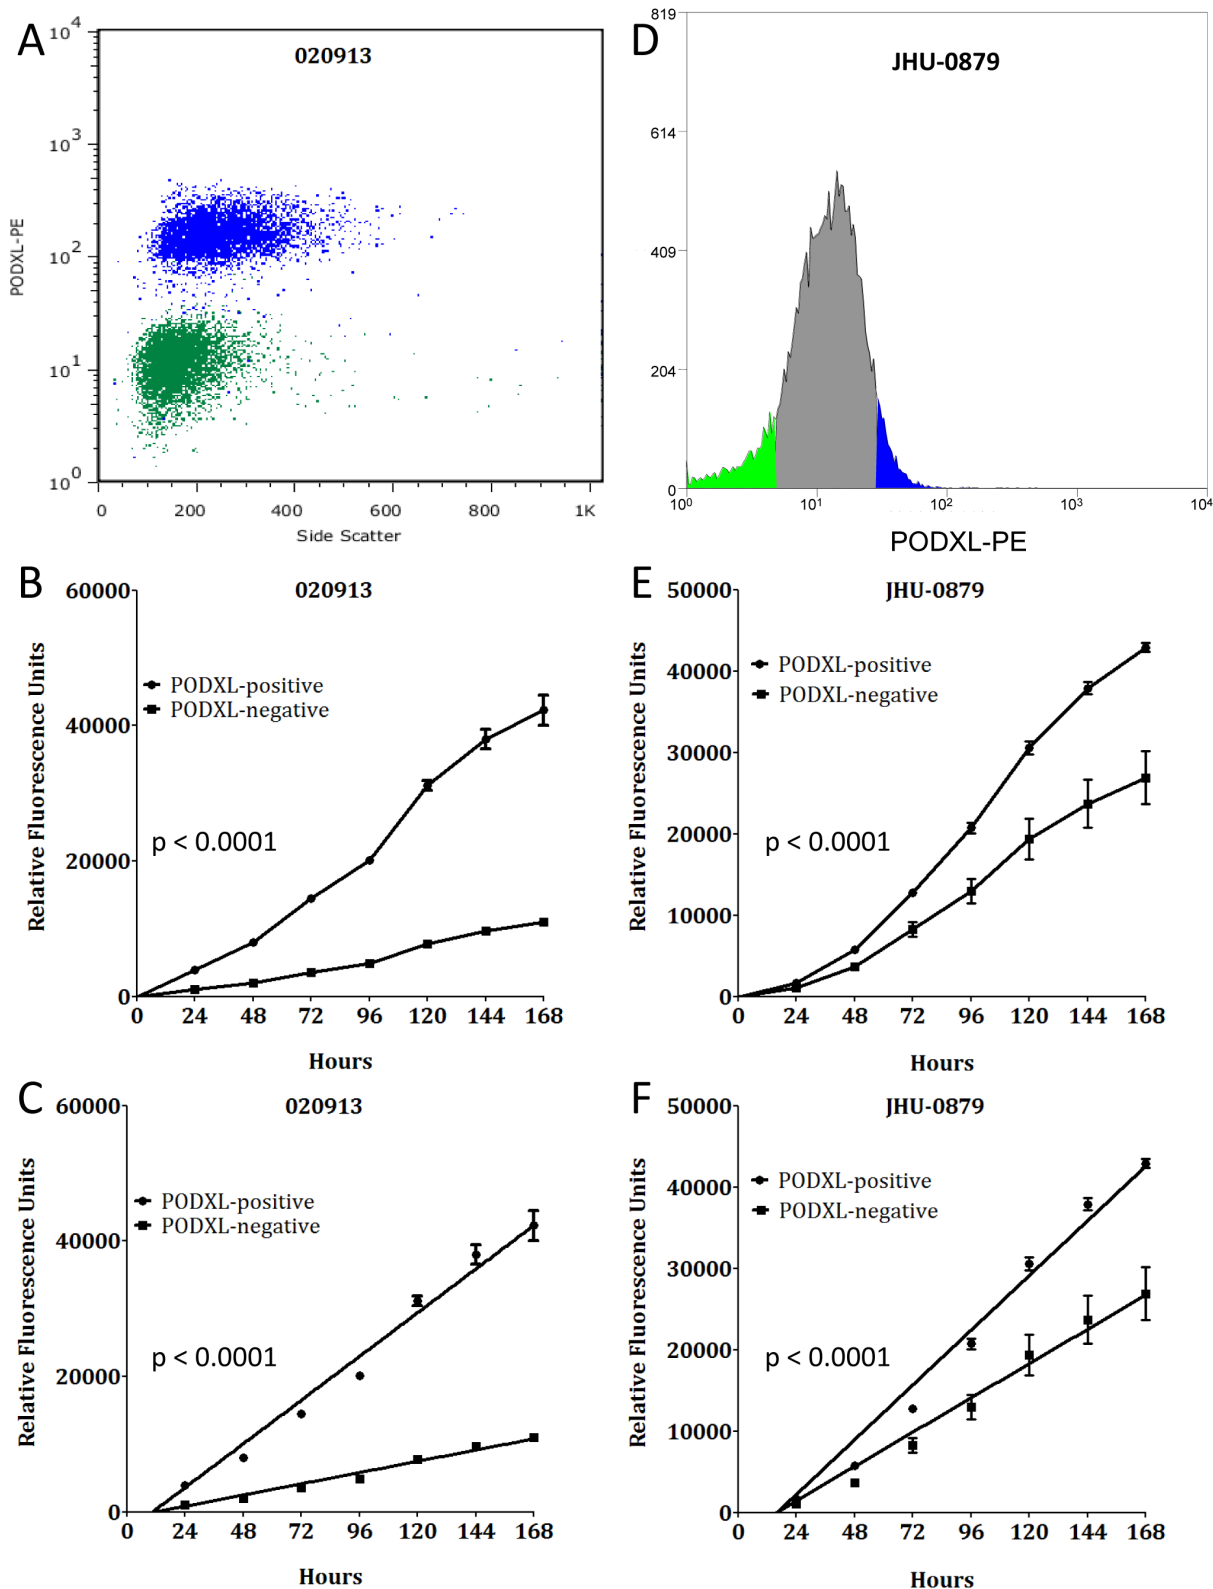 A
020913
10^4
10^3
10^2
10^1
10^0
PODXL-PE
0 200 400 600 800 1K
Side Scatter
D
JHU-0879
819
614
409
204
0
10^0 10^1 10^2 10^3 10^4
PODXL-PE
B
020913
60000
40000
20000
0
Relative Fluorescence Units
PODXL-positive
PODXL-negative
p < 0.0001
0 24 48 72 96 120 144 168
Hours
E
JHU-0879
50000
40000
30000
20000
10000
0
Relative Fluorescence Units
PODXL-positive
PODXL-negative
p < 0.0001
0 24 48 72 96 120 144 168
Hours
C
020913
60000
40000
20000
0
Relative Fluorescence Units
PODXL-positive
PODXL-negative
p < 0.0001
0 24 48 72 96 120 144 168
Hours
F
JHU-0879
50000
40000
30000
20000
10000
0
Relative Fluorescence Units
PODXL-positive
PODXL-negative
p < 0.0001
0 24 48 72 96 120 144 168
Hours